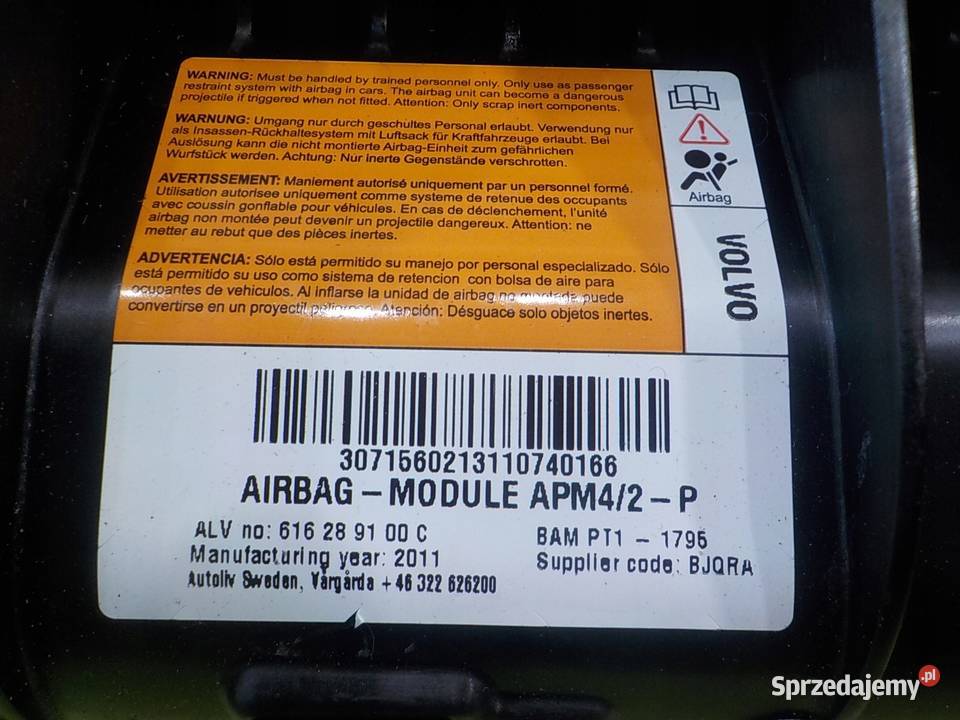 WARNING: Must be handled by trained personnel only. Only use as passenger
restraint system with airbag in cars. The airbag unit can become a dangerous
projectile if triggered when not fitted. Attention: Only scrap inert components.
WARNUNG: Umgang nur durch geschultes Personal erlaubt. Verwendung nur
als Insassen-Rückhaltesystem mit Luftsack für Kraftfahrzeuge erlaubt. Bei
Auslösung kann die nicht montierte Airbag-Einheit zum gefährlichen
Wurfstück werden. Achtung: Nur inerte Gegenstände verschrotten.
AVERTISSEMENT: Maniement autorisé uniquement par un personnel formé.
Utilisation autorisee uniquement comme systeme de retenue des occupants
avec coussin gonflable pour véhicules. En cas de déclenchement, l'unité
airbag non montée peut devenir un projectile dangereux. Attention: ne
metter au rebut que des pièces inertes.
ADVERTENCIA: Sólo está permitido su manejo por personal especializado. Sólo
está permitido su uso como sistema de retencion con bolsa de aire para
ocupantes de vehiculos. Al inflarse la unidad de airbag no puede
convertirse en un proyectil peligroso. Atención: Désguace solo objetos inertes.
Airbag
VOLVO
3071560213110740166
AIRBAG - MODULE APM4/2 - P
ALV no: 616 28 91 00 C
BAM PT1 - 1795
Manufacturing year: 2011
Supplier code: BJQRA
Autoliv Sweden, Vårgårda +46 322 626200
Sprzedajemy.pl